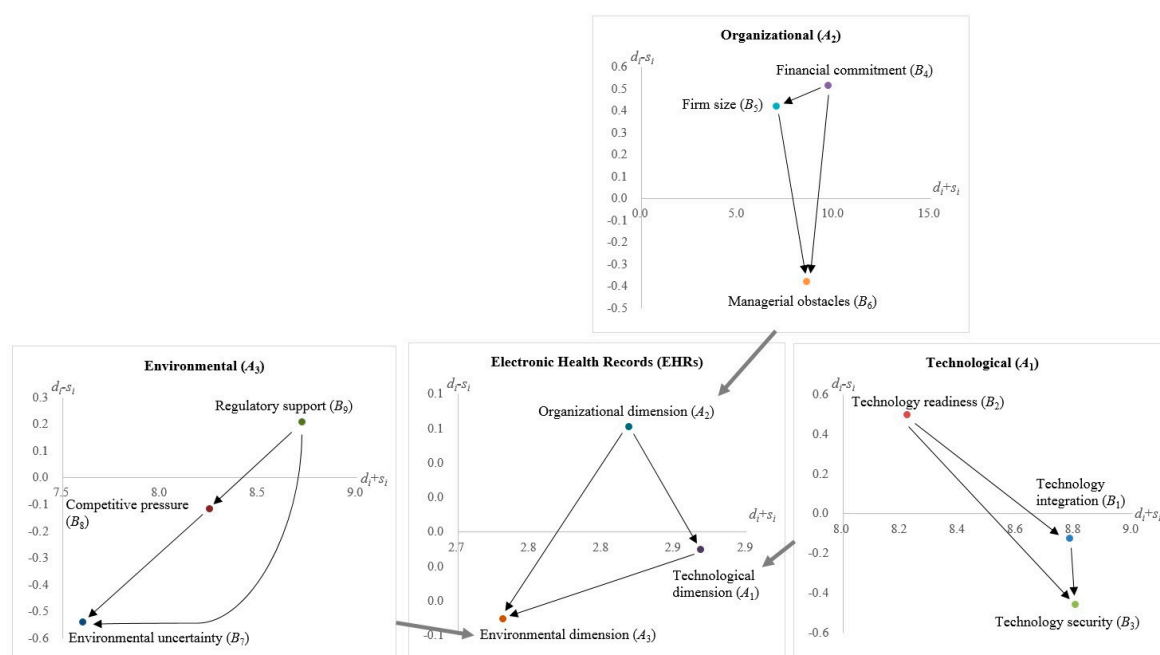 Organizational (A2)
di-si
0.6
0.5
0.4
0.3
0.2
0.1
0.0
-0.1
-0.2
-0.3
-0.4
-0.5
0.0
5.0
10.0
15.0
di+si
Financial commitment (B4)
Firm size (B5)
Managerial obstacles (B6)
Environmental (A3)
di-si
0.3
0.2
0.1
0.0
-0.1
-0.2
-0.3
-0.4
-0.5
-0.6
7.5
8.0
8.5
9.0
di+si
Regulatory support (B9)
Competitive pressure
(B8)
Environmental uncertainty (B7)
Electronic Health Records (EHRs)
di-si
0.1
0.1
0.0
0.0
0.0
0.0
0.0
-0.1
2.7
2.8
2.8
2.9
2.9
di+si
Organizational dimension (A2)
Technological
dimension (A1)
Environmental dimension (A3)
Technological (A1)
di-si
0.6
0.4
0.2
0.0
-0.2
-0.4
-0.6
8.0
8.2
8.4
8.6
8.8
9.0
di+si
Technology readiness (B2)
Technology
integration (B1)
Technology security (B3)